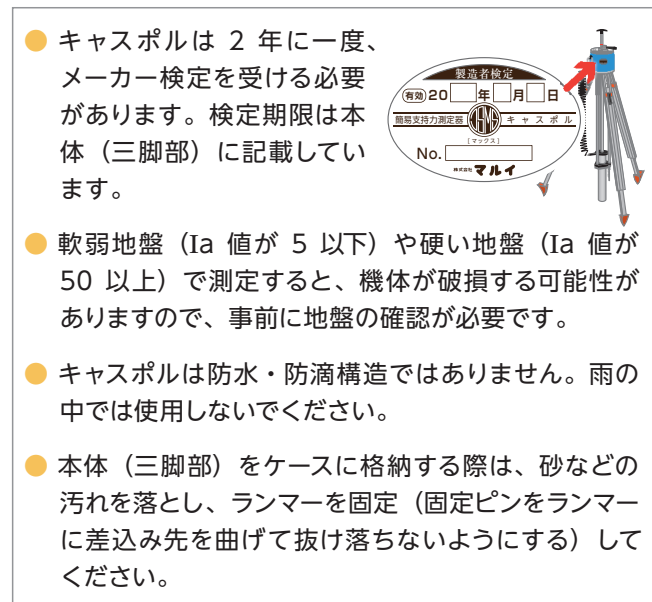 キャスポルは 2 年に一度、
メーカー検定を受ける必要
があります。検定期限は本
体（三脚部）に記載してい
ます。
製造者検定
有効 20 年 月 日
簡易支持力測定器 キャスポル
[マックス]
No.
株式会社 マルイ
軟弱地盤（Ia 値が 5 以下）や硬い地盤（Ia 値が
50 以上）で測定すると、機体が破損する可能性が
ありますので、事前に地盤の確認が必要です。
キャスポルは防水・防滴構造ではありません。雨の
中では使用しないでください。
本体（三脚部）をケースに格納する際は、砂などの
汚れを落とし、ランマーを固定（固定ピンをランマー
に差込み先を曲げて抜け落ちないようにする）して
ください。